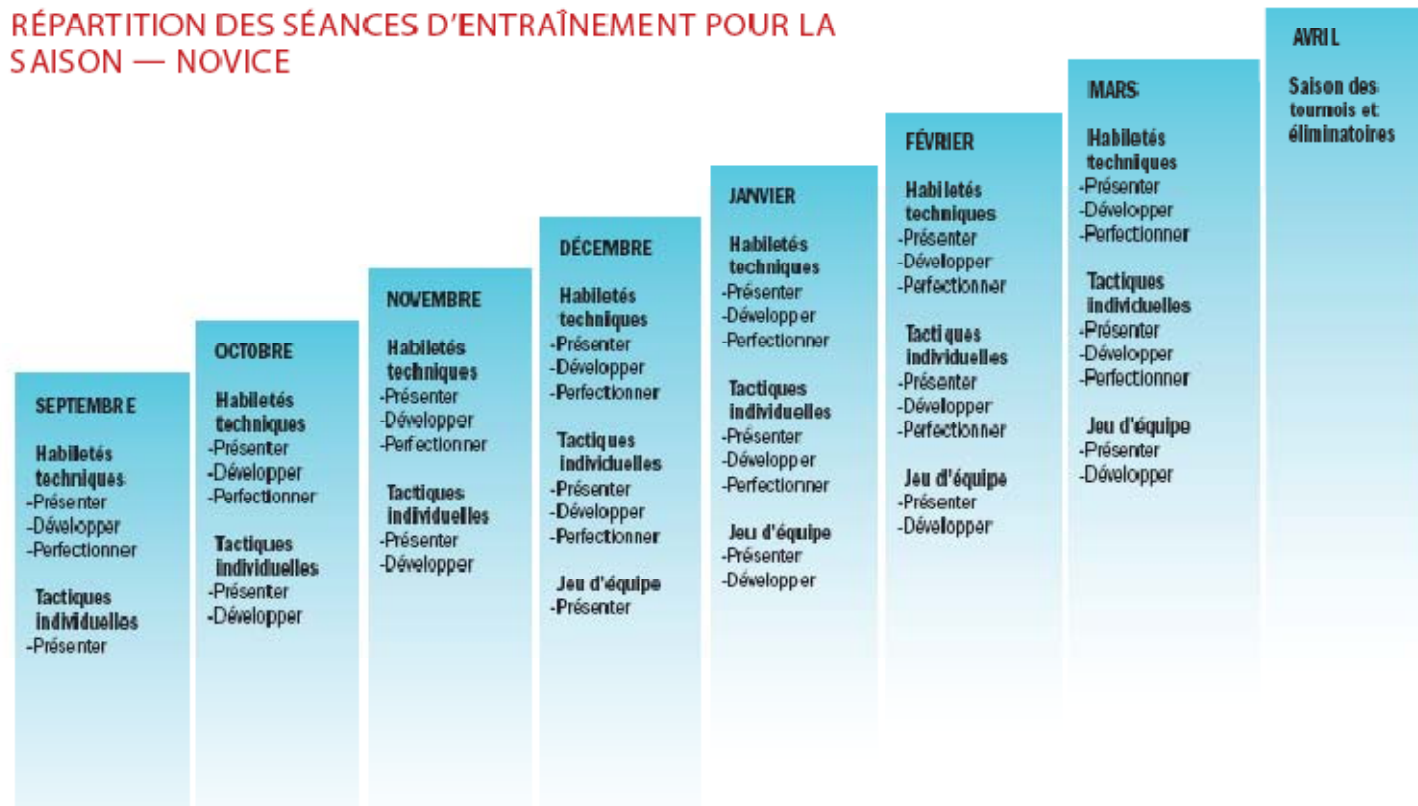 RÉPARTITION DES SÉANCES D'ENTRAÎNEMENT POUR LA
SAISON — NOVICE
SEPTEMBRE
Habiletés
techniques
-Présenter
-Développer
-Perfectionner
Tactiques
individuelles
-Présenter
OCTOBRE
Habiletés
techniques
-Présenter
-Développer
-Perfectionner
Tactiques
individuelles
-Présenter
-Développer
NOVEMBRE
Habiletés
techniques
-Présenter
-Développer
-Perfectionner
Tactiques
individuelles
-Présenter
-Développer
DÉCEMBRE
Habiletés
techniques
-Présenter
-Développer
-Perfectionner
Tactiques
individuelles
-Présenter
-Développer
-Perfectionner
Jeu d'équipe
-Présenter
JANVIER
Habiletés
techniques
-Présenter
-Développer
-Perfectionner
Tactiques
individuelles
-Présenter
-Développer
-Perfectionner
Jeu d'équipe
-Présenter
-Développer
FÉVRIER
Habiletés
techniques
-Présenter
-Développer
-Perfectionner
Tactiques
individuelles
-Présenter
-Développer
-Perfectionner
Jeu d'équipe
-Présenter
-Développer
MARS
Habiletés
techniques
-Présenter
-Développer
-Perfectionner
Tactiques
individuelles
-Présenter
-Développer
-Perfectionner
Jeu d'équipe
-Présenter
-Développer
AVRIL
Saison des
tournois et
éliminatoires